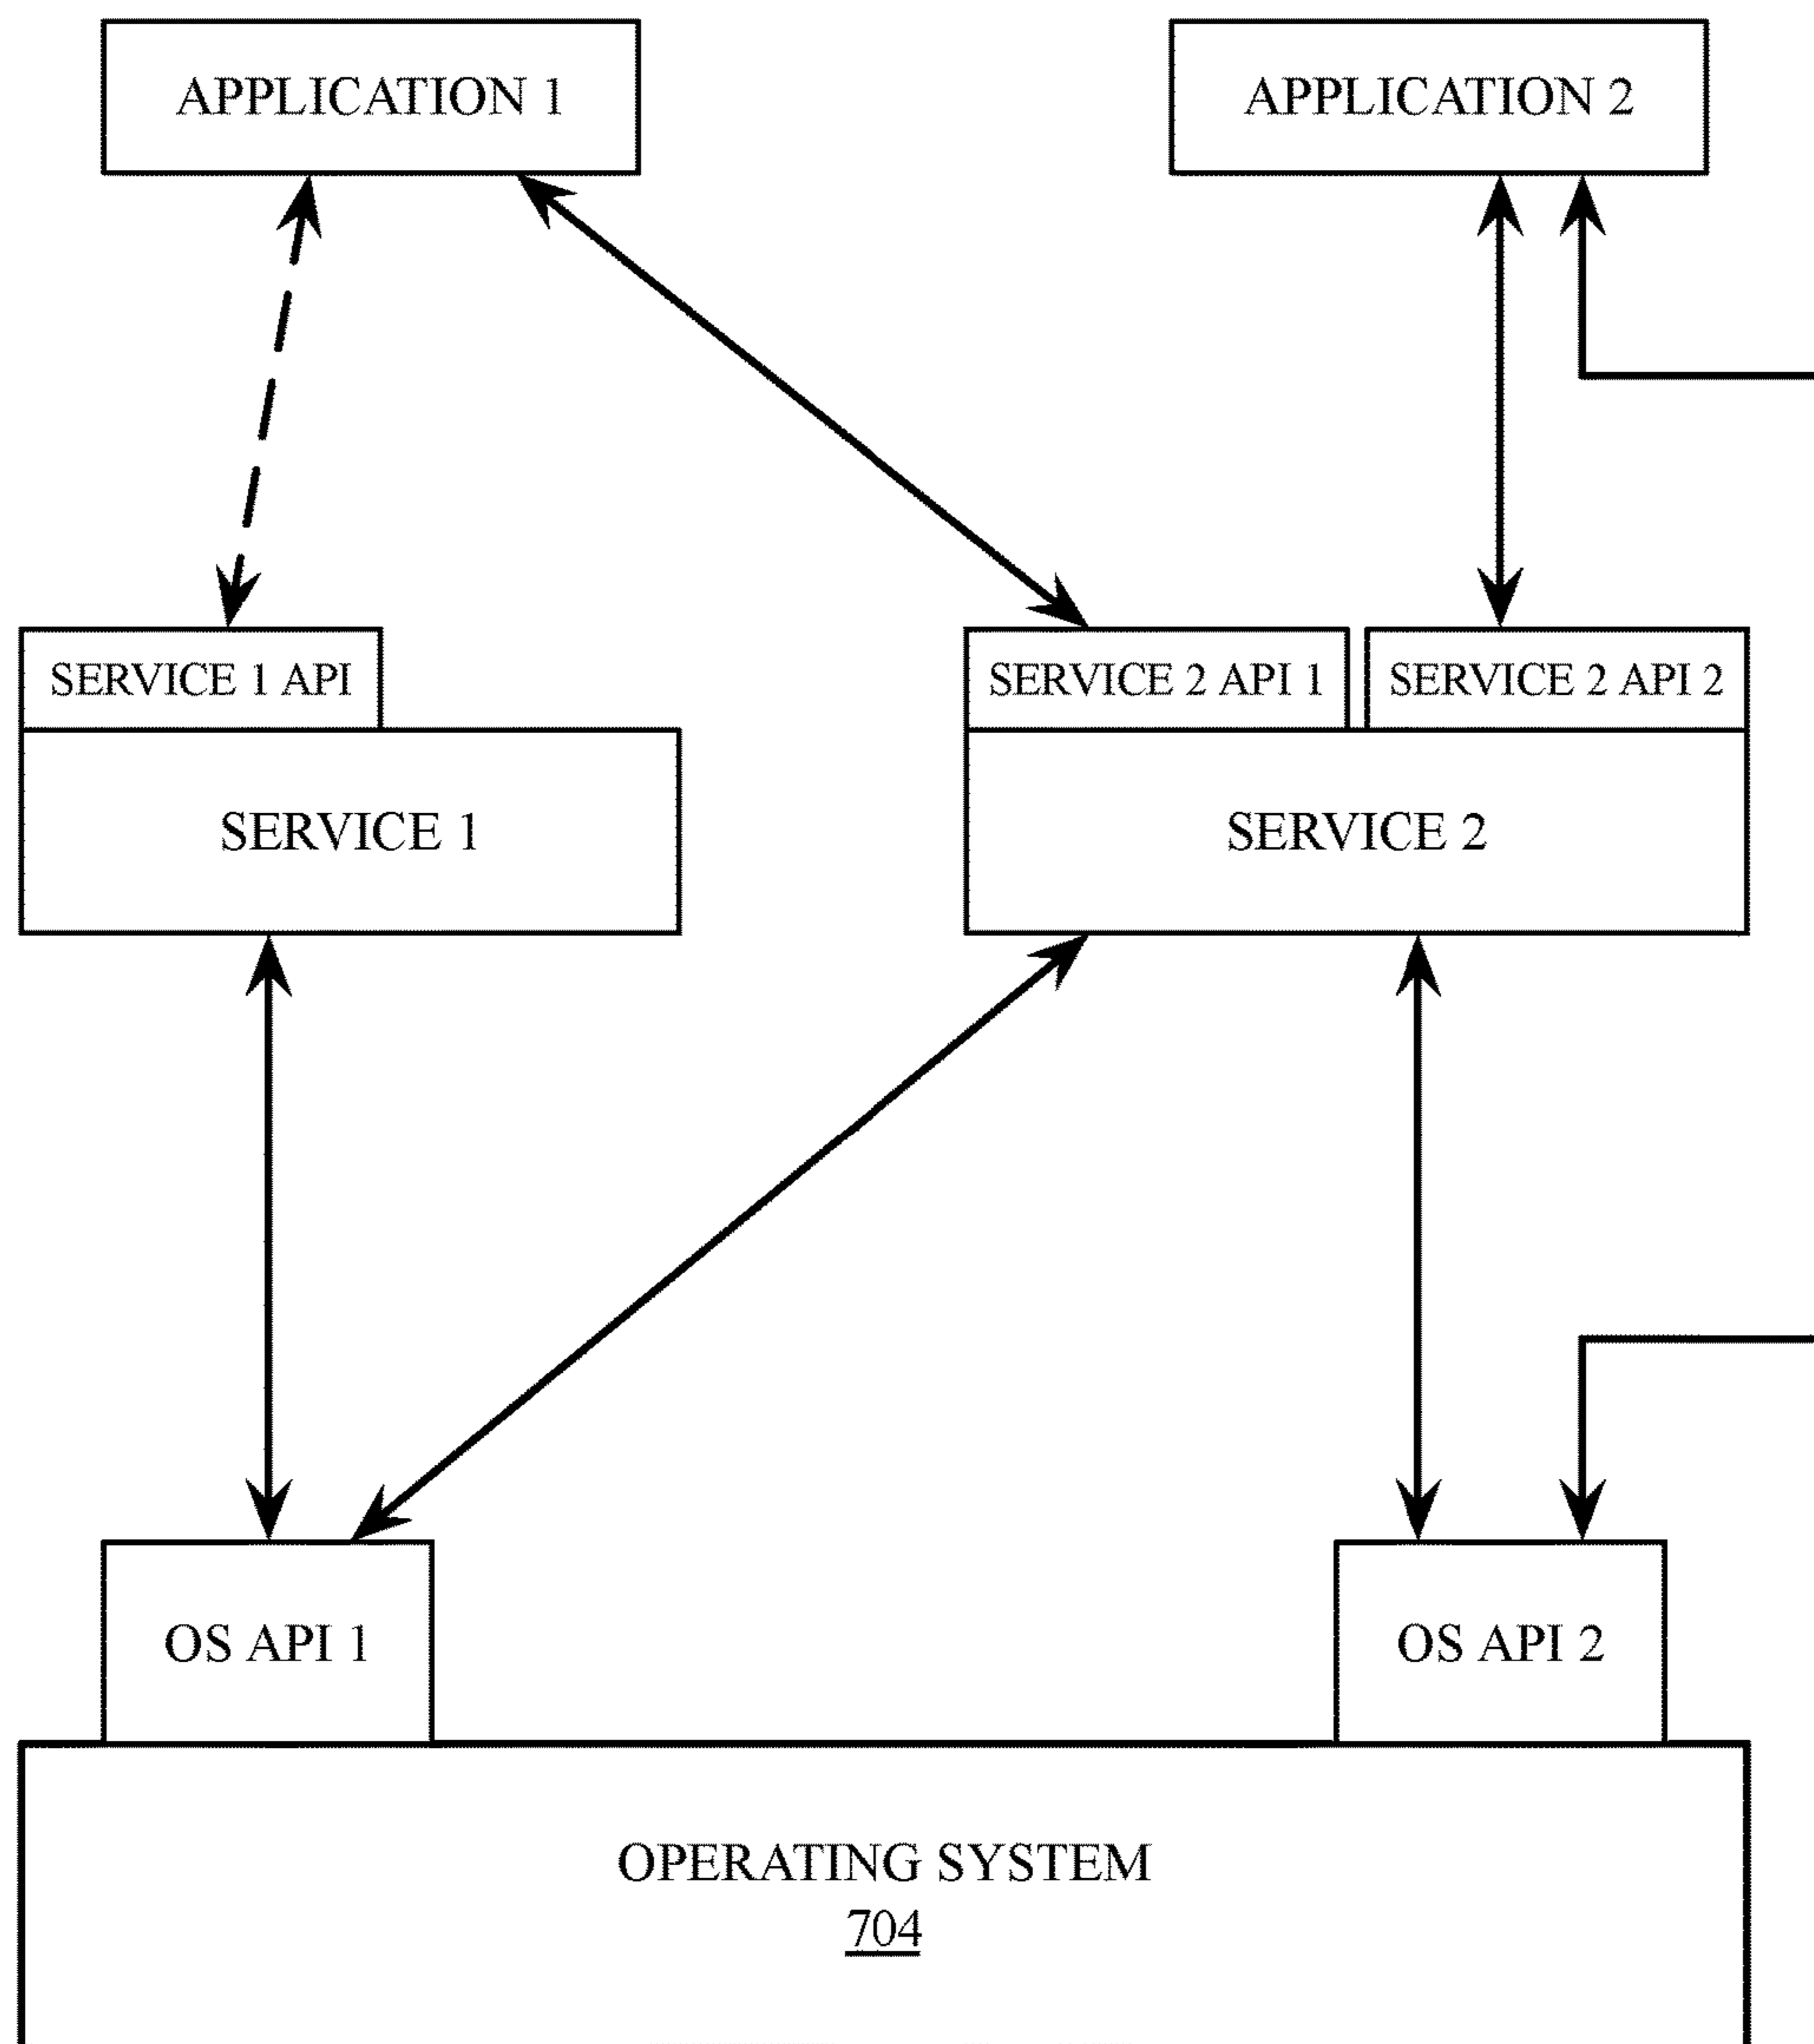 APPLICATION 1
APPLICATION 2
SERVICE 1 API
SERVICE 2 API 1
SERVICE 2 API 2
SERVICE 1
SERVICE 2
OS API 1
OS API 2
OPERATING SYSTEM
704